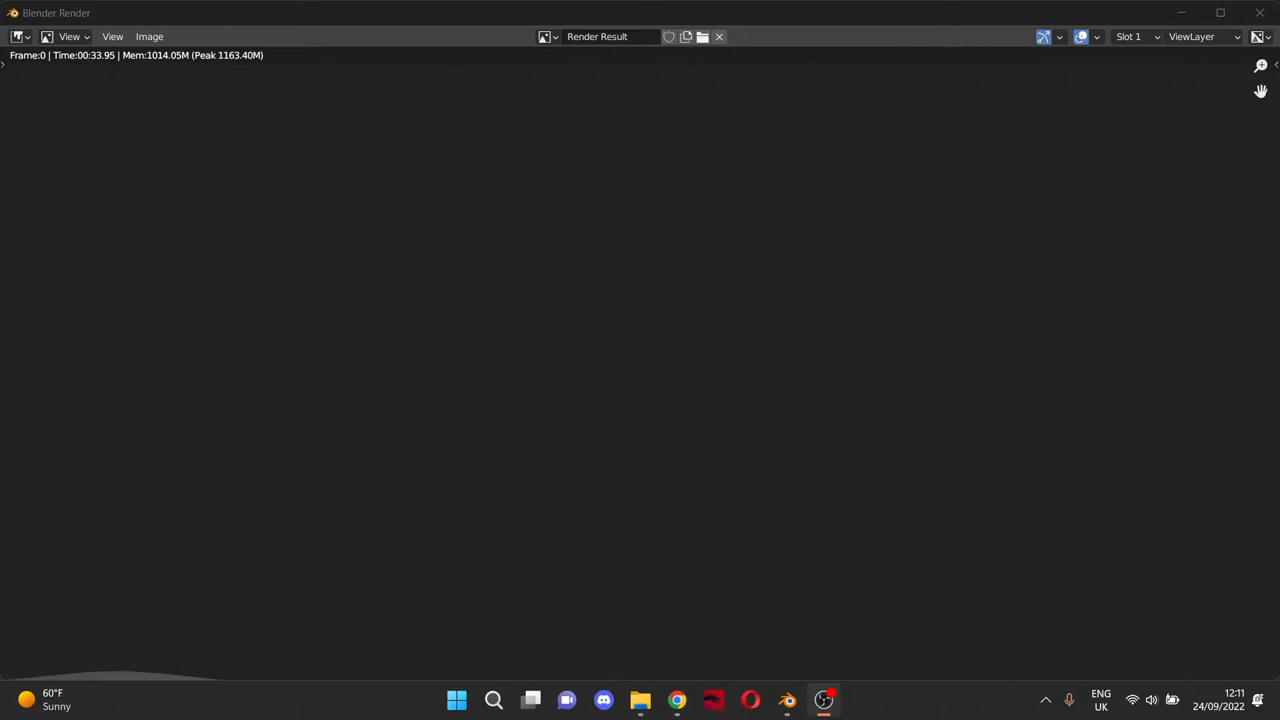 Blender Render
View View Image Render Result Slot 1 ViewLayer
Frame:0 | Time:00:33.95 | Mem:1014.05M (Peak 1163.40M)
60°F
Sunny
ENG
UK
12:11
24/09/2022